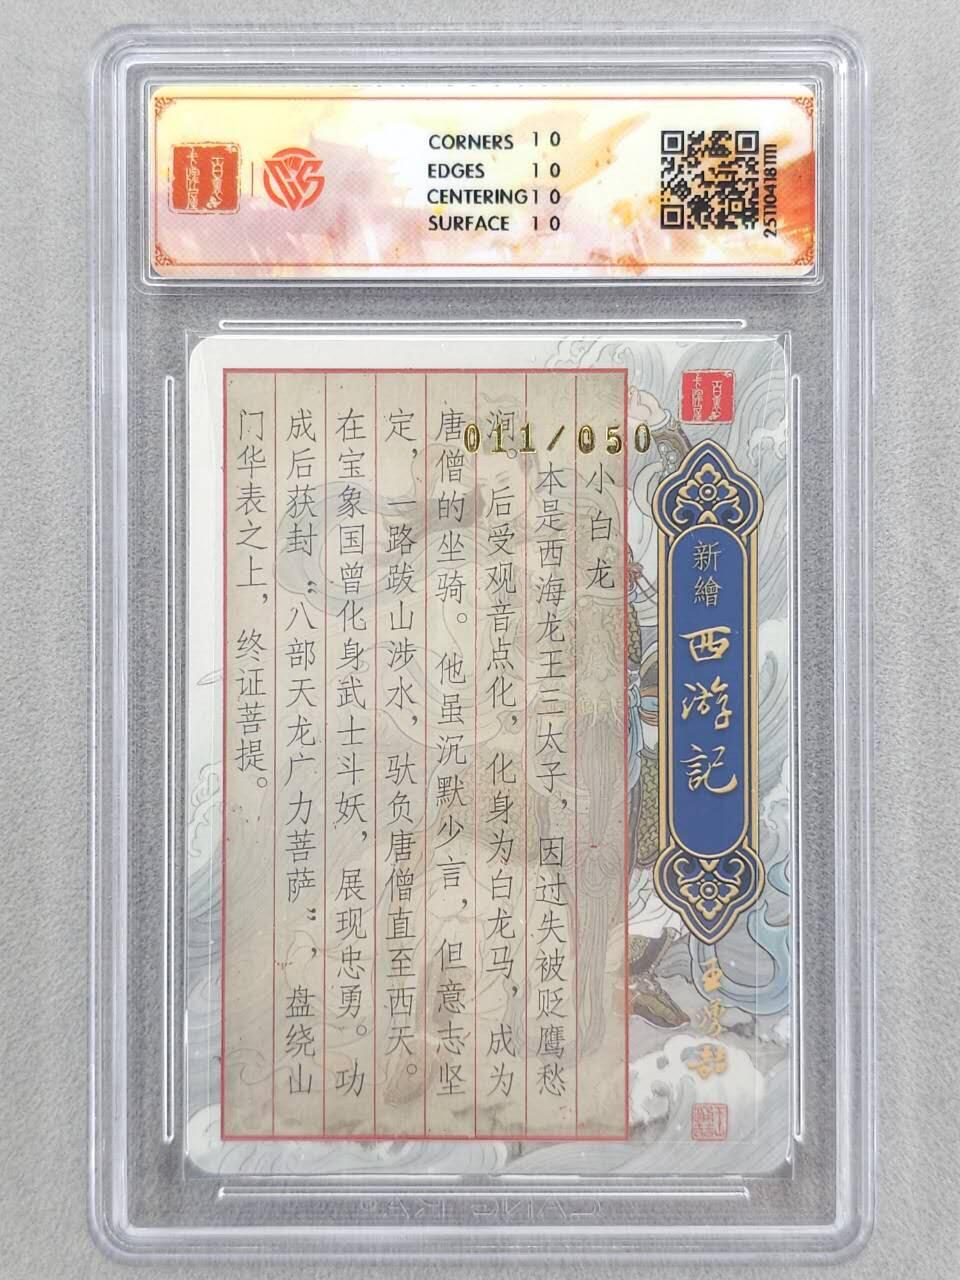 CORNERS 10
EDGES 10
CENTERING 10
SURFACE 10
2511041811111
011/050
小白龙
本是西海龙王三太子，因过失被贬鹰愁
涧。后受观音点化，化身为白龙马，成为
唐僧的坐骑。他虽沉默少言，但意志坚
定，一路跋山涉水，驮负唐僧直至西天。
在宝象国曾化身武士斗妖，展现忠勇。功
成后获封“八部天龙广力菩萨”，盘绕山
门华表之上，终证菩提。
新繪西游記